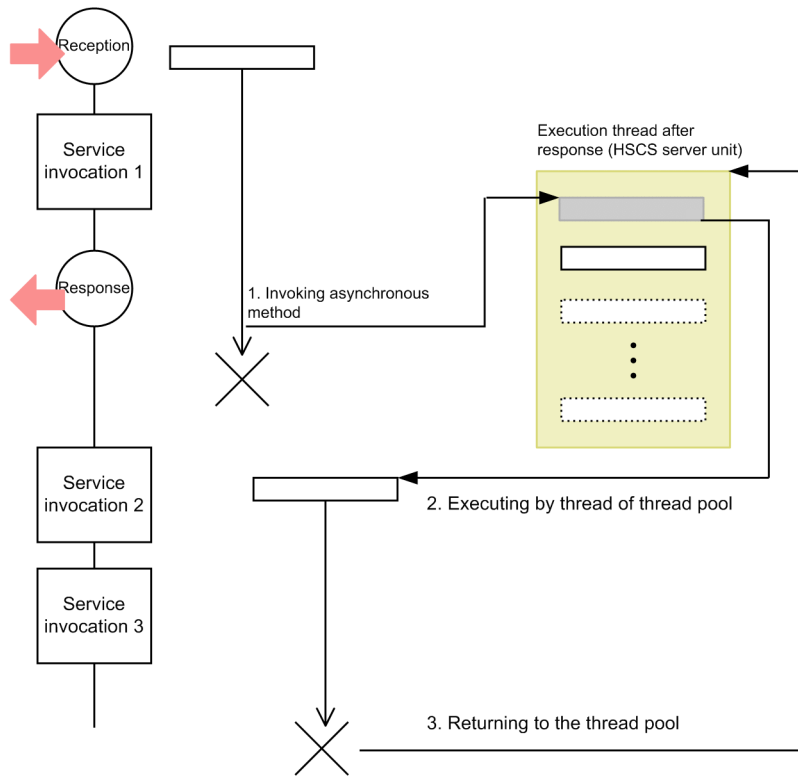 Reception
Service
invocation 1
Response
1. Invoking asynchronous
method
Execution thread after
response (HSCS server unit)
Service
invocation 2
2. Executing by thread of thread pool
Service
invocation 3
3. Returning to the thread pool